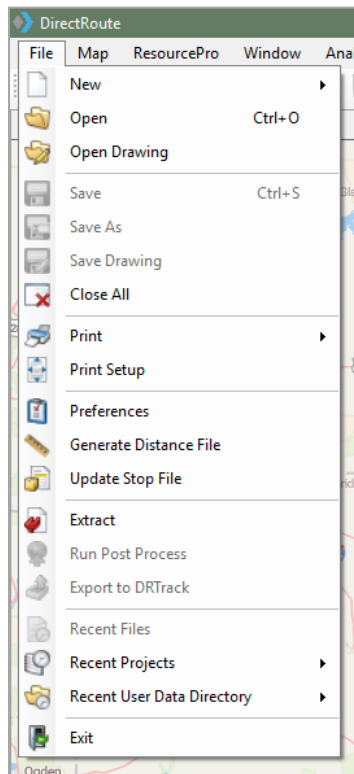 DirectRoute
File Map ResourcePro Window Ana
New
Open Ctrl+O
Open Drawing
Save Ctrl+S
Save As
Save Drawing
Close All
Print
Print Setup
Preferences
Generate Distance File
Update Stop File
Extract
Run Post Process
Export to DRTrack
Recent Files
Recent Projects
Recent User Data Directory
Exit
Ogden